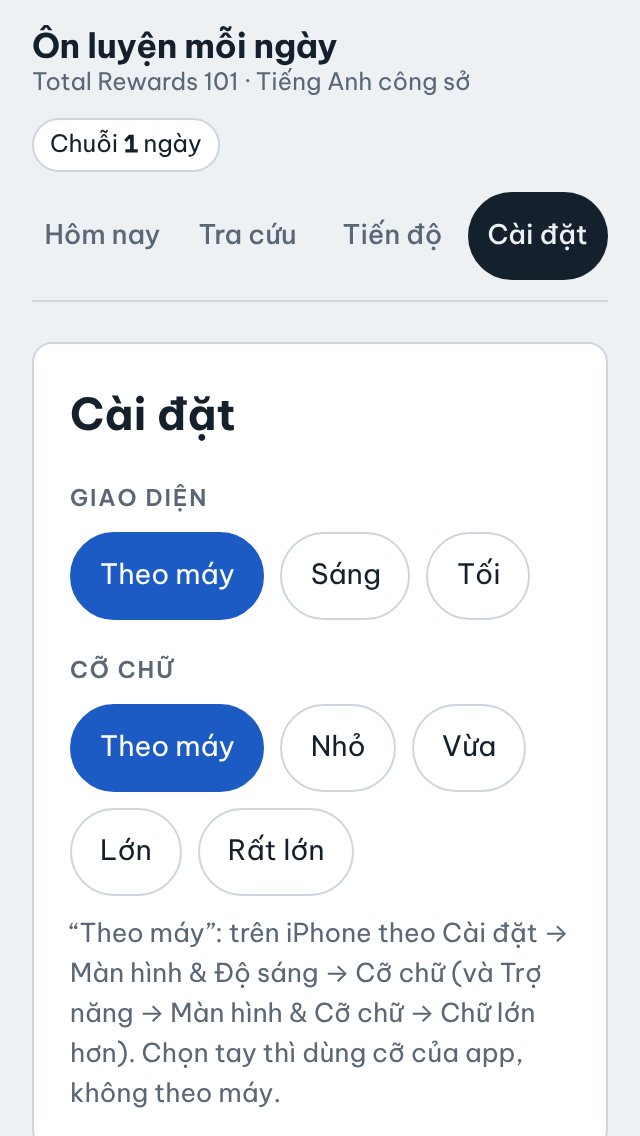 Ôn luyện mỗi ngày
Total Rewards 101 · Tiếng Anh công sở
Chuỗi 1 ngày
Hôm nay Tra cứu Tiến độ Cài đặt
Cài đặt
GIAO DIỆN
Theo máy Sáng Tối
CỠ CHỮ
Theo máy Nhỏ Vừa
Lớn Rất lớn
“Theo máy”: trên iPhone theo Cài đặt →
Màn hình & Độ sáng → Cỡ chữ (và Trợ
năng → Màn hình & Cỡ chữ → Chữ lớn
hơn). Chọn tay thì dùng cỡ của app,
không theo máy.